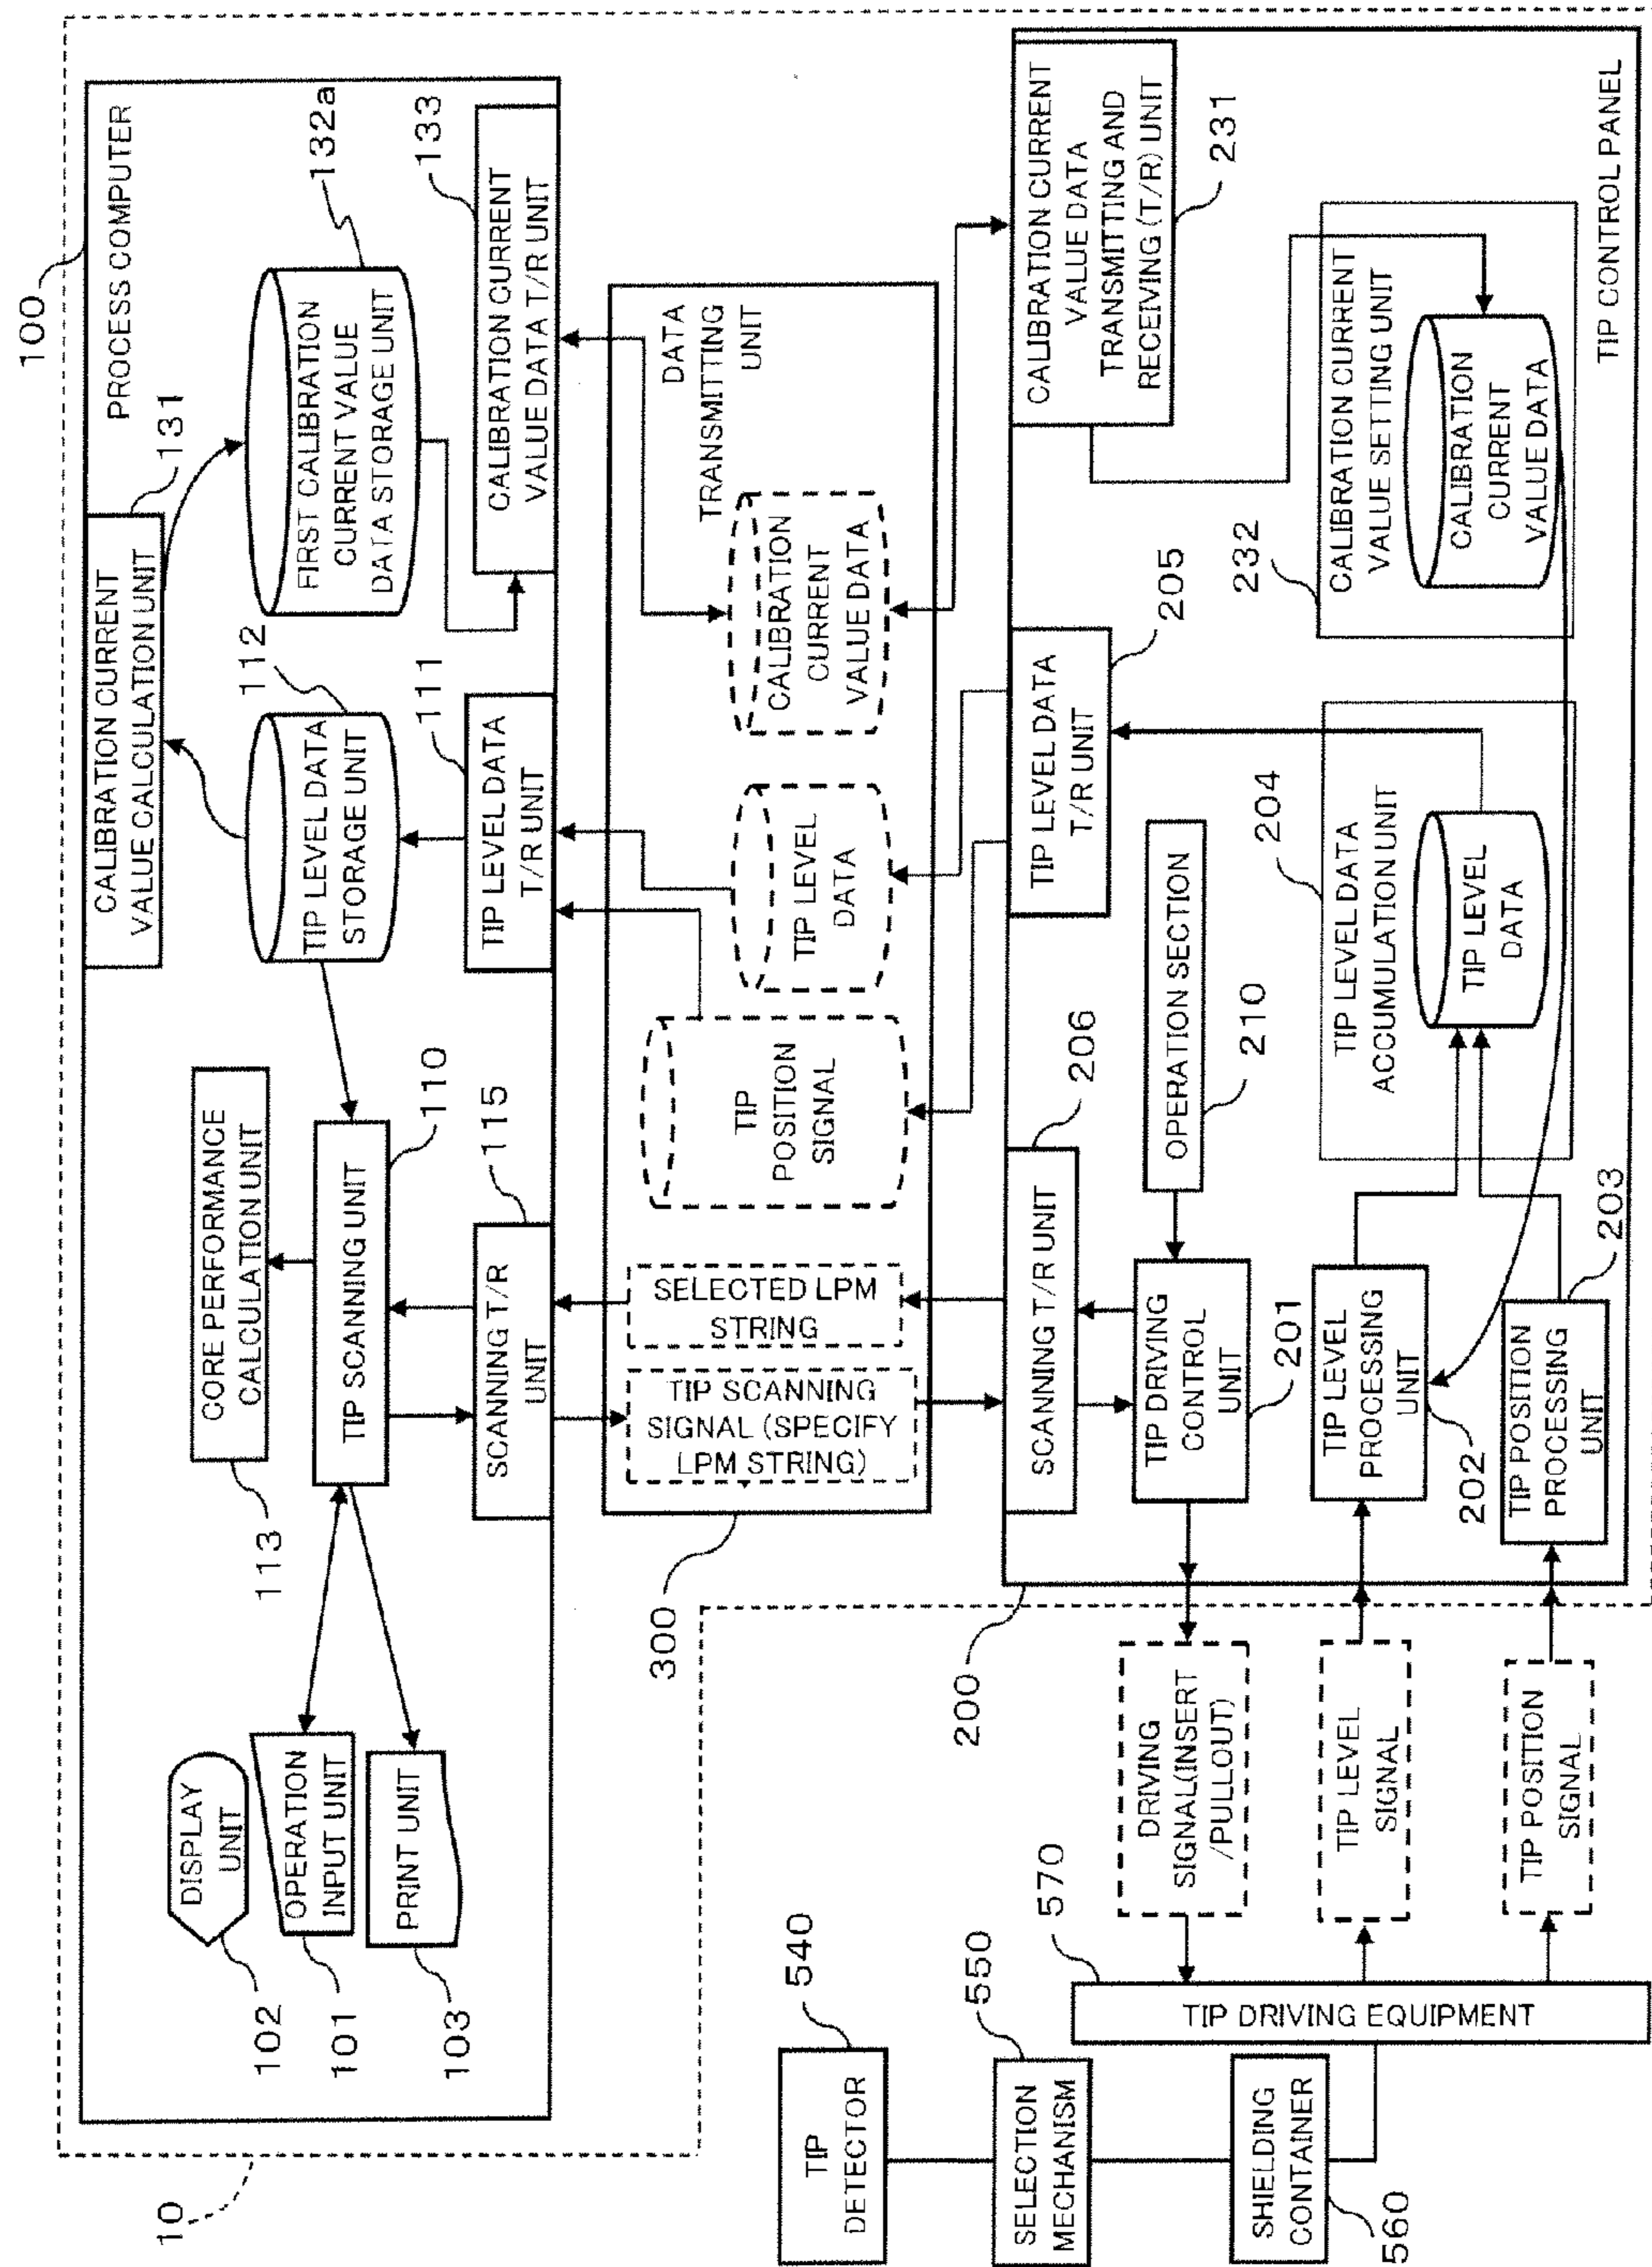 100
PROCESS COMPUTER
DISPLAY
UNIT
102
OPERATION
INPUT UNIT
101
PRINT UNIT
103
CORE PERFORMANCE
CALCULATION UNIT
113
TIP SCANNING UNIT
110
SCANNING T/R
UNIT
115
CALIBRATION CURRENT
VALUE CALCULATION UNIT
131
TIP LEVEL DATA
STORAGE UNIT
112
TIP LEVEL DATA
T/R UNIT
111
FIRST CALIBRATION
CURRENT VALUE
DATA STORAGE UNIT
132a
CALIBRATION CURRENT
VALUE DATA T/R UNIT
133
10
300
DATA
TRANSMITTING
UNIT
TIP SCANNING
SIGNAL (SPECIFY
LPM STRING)
SELECTED LPM
STRING
TIP
POSITION
SIGNAL
TIP LEVEL
DATA
CALIBRATION
CURRENT
VALUE DATA
200
SCANNING T/R UNIT
206
TIP LEVEL DATA
T/R UNIT
205
CALIBRATION CURRENT
VALUE DATA
TRANSMITTING AND
RECEIVING (T/R) UNIT
231
TIP DRIVING
CONTROL
UNIT
201
OPERATION SECTION
210
TIP LEVEL
PROCESSING
UNIT
202
TIP POSITION
PROCESSING
UNIT
203
204
TIP LEVEL DATA
ACCUMULATION UNIT
TIP LEVEL
DATA
232
CALIBRATION CURRENT
VALUE SETTING UNIT
CALIBRATION
CURRENT
VALUE DATA
TIP CONTROL PANEL
DRIVING
SIGNAL(INSERT
/PULLOUT)
TIP LEVEL
SIGNAL
TIP POSITION
SIGNAL
TIP
DETECTOR
540
SELECTION
MECHANISM
550
SHIELDING
CONTAINER
560
TIP DRIVING EQUIPMENT
570